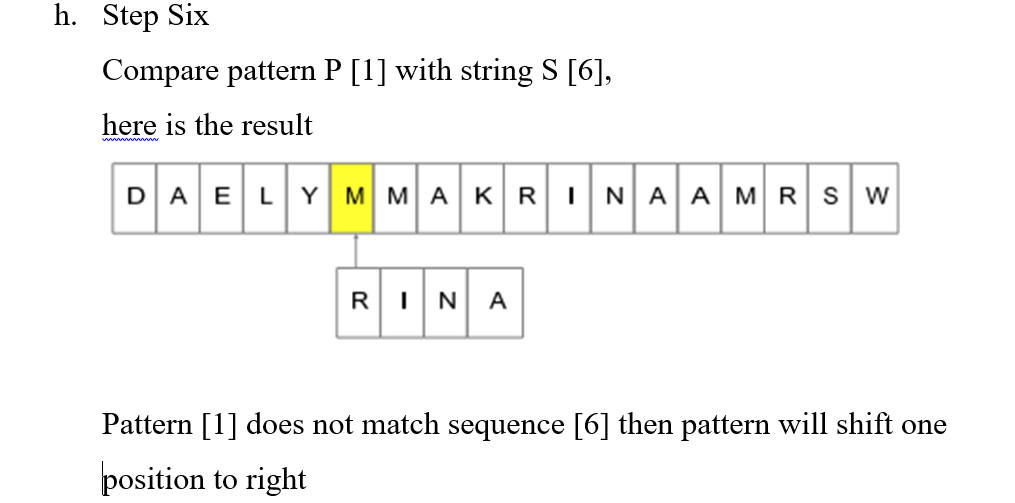 h. Step Six
Compare pattern P [1] with string S [6],
here is the result
D A E L Y M M A K R I N A A M R S W
R I N A
Pattern [1] does not match sequence [6] then pattern will shift one
position to right